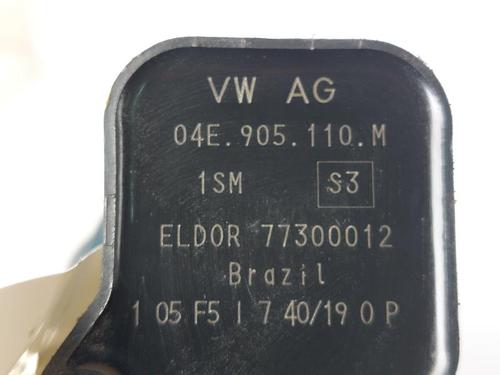 VW AG
04E.905.110.M
1SM S3
ELDOR 77300012
Brazil
1 05 F5 I 7 40/19 0 P